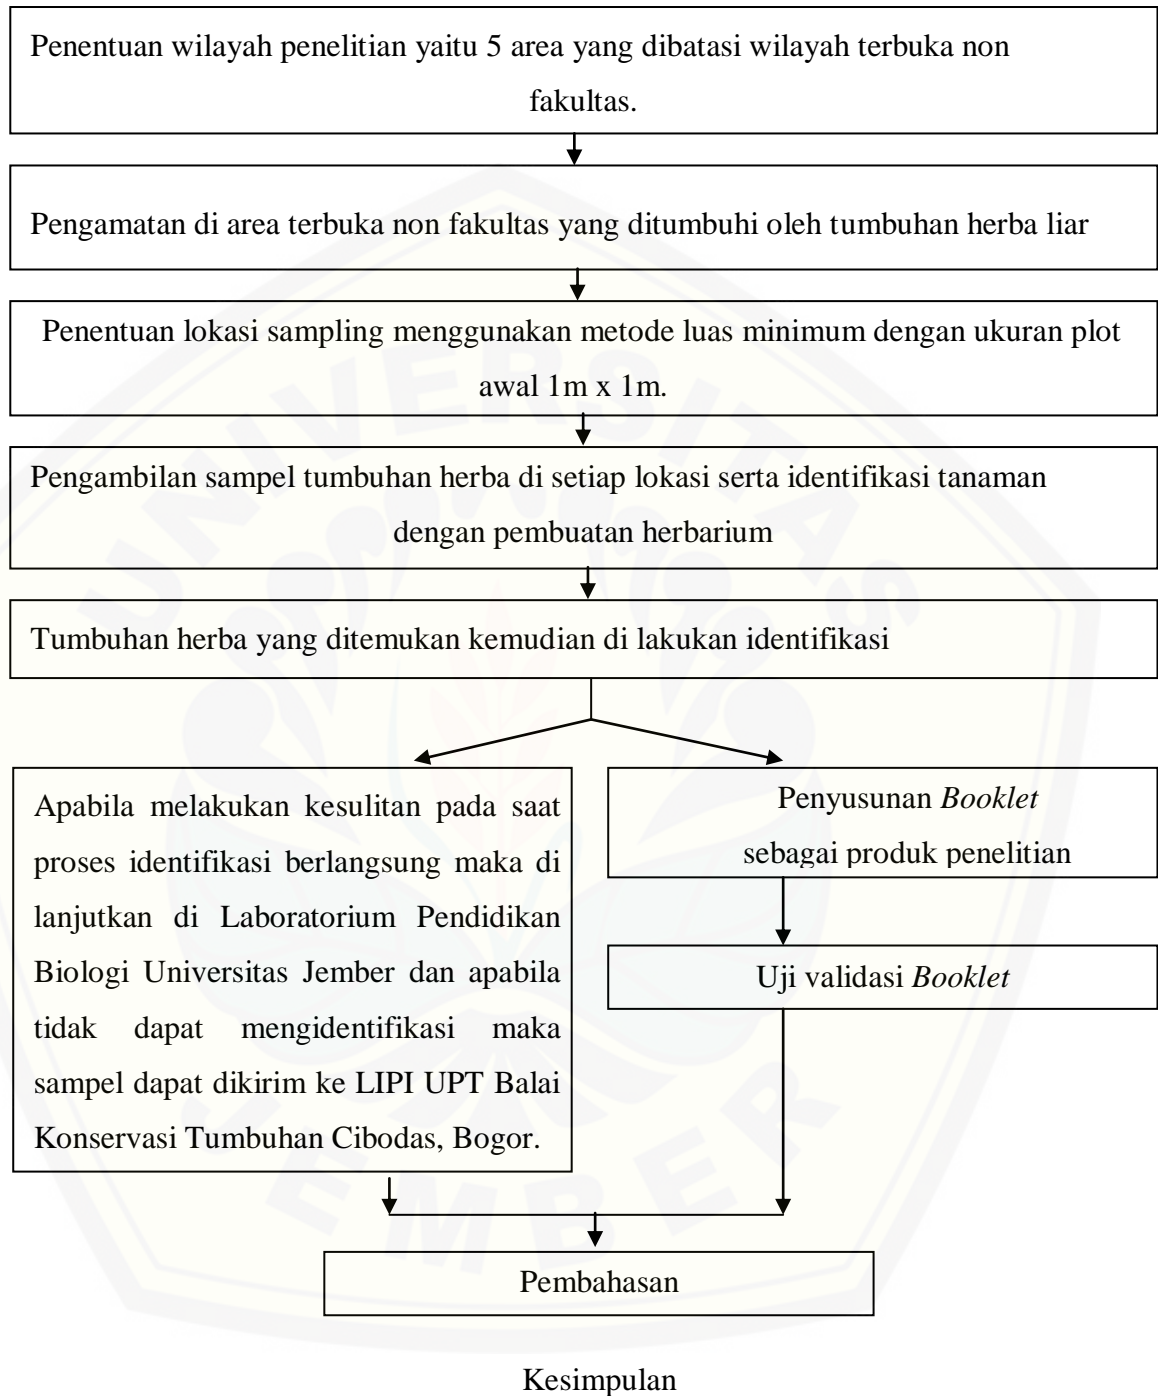 Penentuan wilayah penelitian yaitu 5 area yang dibatasi wilayah terbuka non
fakultas.
Pengamatan di area terbuka non fakultas yang ditumbuhi oleh tumbuhan herba liar
Penentuan lokasi sampling menggunakan metode luas minimum dengan ukuran plot
awal 1m x 1m.
Pengambilan sampel tumbuhan herba di setiap lokasi serta identifikasi tanaman
dengan pembuatan herbarium
Tumbuhan herba yang ditemukan kemudian di lakukan identifikasi
Apabila melakukan kesulitan pada saat
proses identifikasi berlangsung maka di
lanjutkan di Laboratorium Pendidikan
Biologi Universitas Jember dan apabila
tidak dapat mengidentifikasi maka
sampel dapat dikirim ke LIPI UPT Balai
Konservasi Tumbuhan Cibodas, Bogor.
Penyusunan Booklet
sebagai produk penelitian
Uji validasi Booklet
Pembahasan
Kesimpulan
UNIVERSITAS
JEMBER